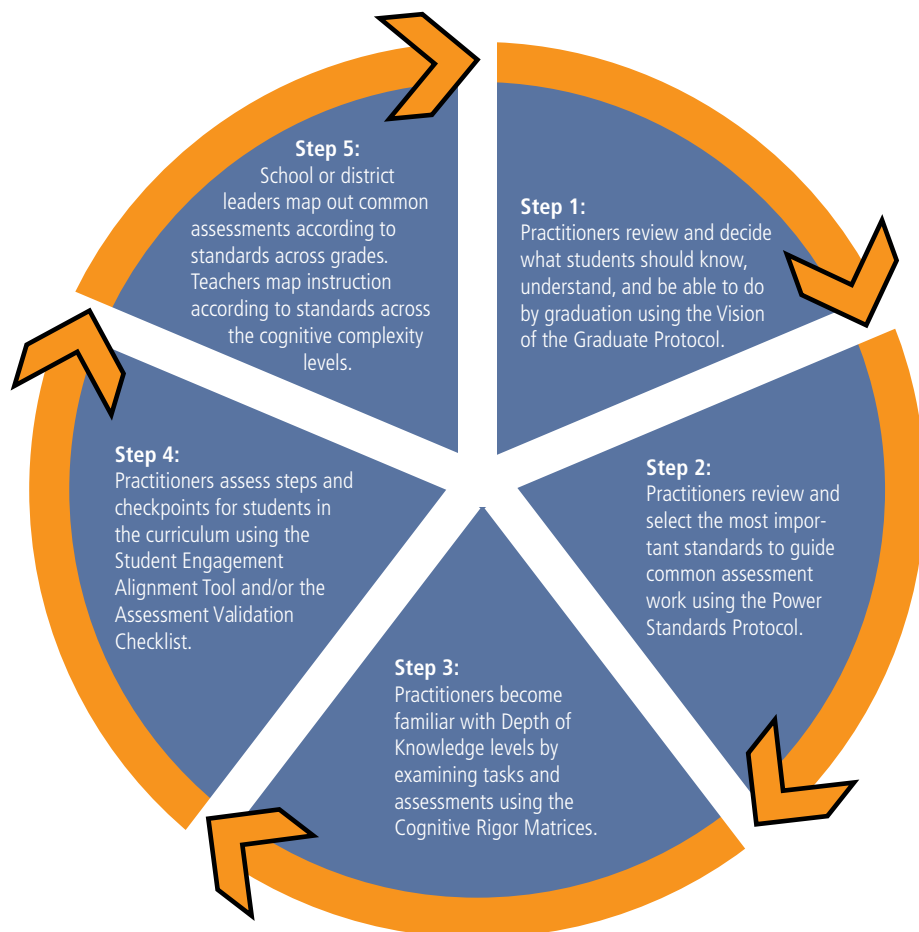 Step 1:
Practitioners review and decide
what students should know,
understand, and be able to do
by graduation using the Vision
of the Graduate Protocol.
Step 2:
Practitioners review and
select the most impor-
tant standards to guide
common assessment
work using the Power
Standards Protocol.
Step 3:
Practitioners become
familiar with Depth of
Knowledge levels by
examining tasks and
assessments using the
Cognitive Rigor Matrices.
Step 4:
Practitioners assess steps and
checkpoints for students in
the curriculum using the
Student Engagement
Alignment Tool and/or the
Assessment Validation
Checklist.
Step 5:
School or district
leaders map out common
assessments according to
standards across grades.
Teachers map instruction
according to standards across
the cognitive complexity
levels.